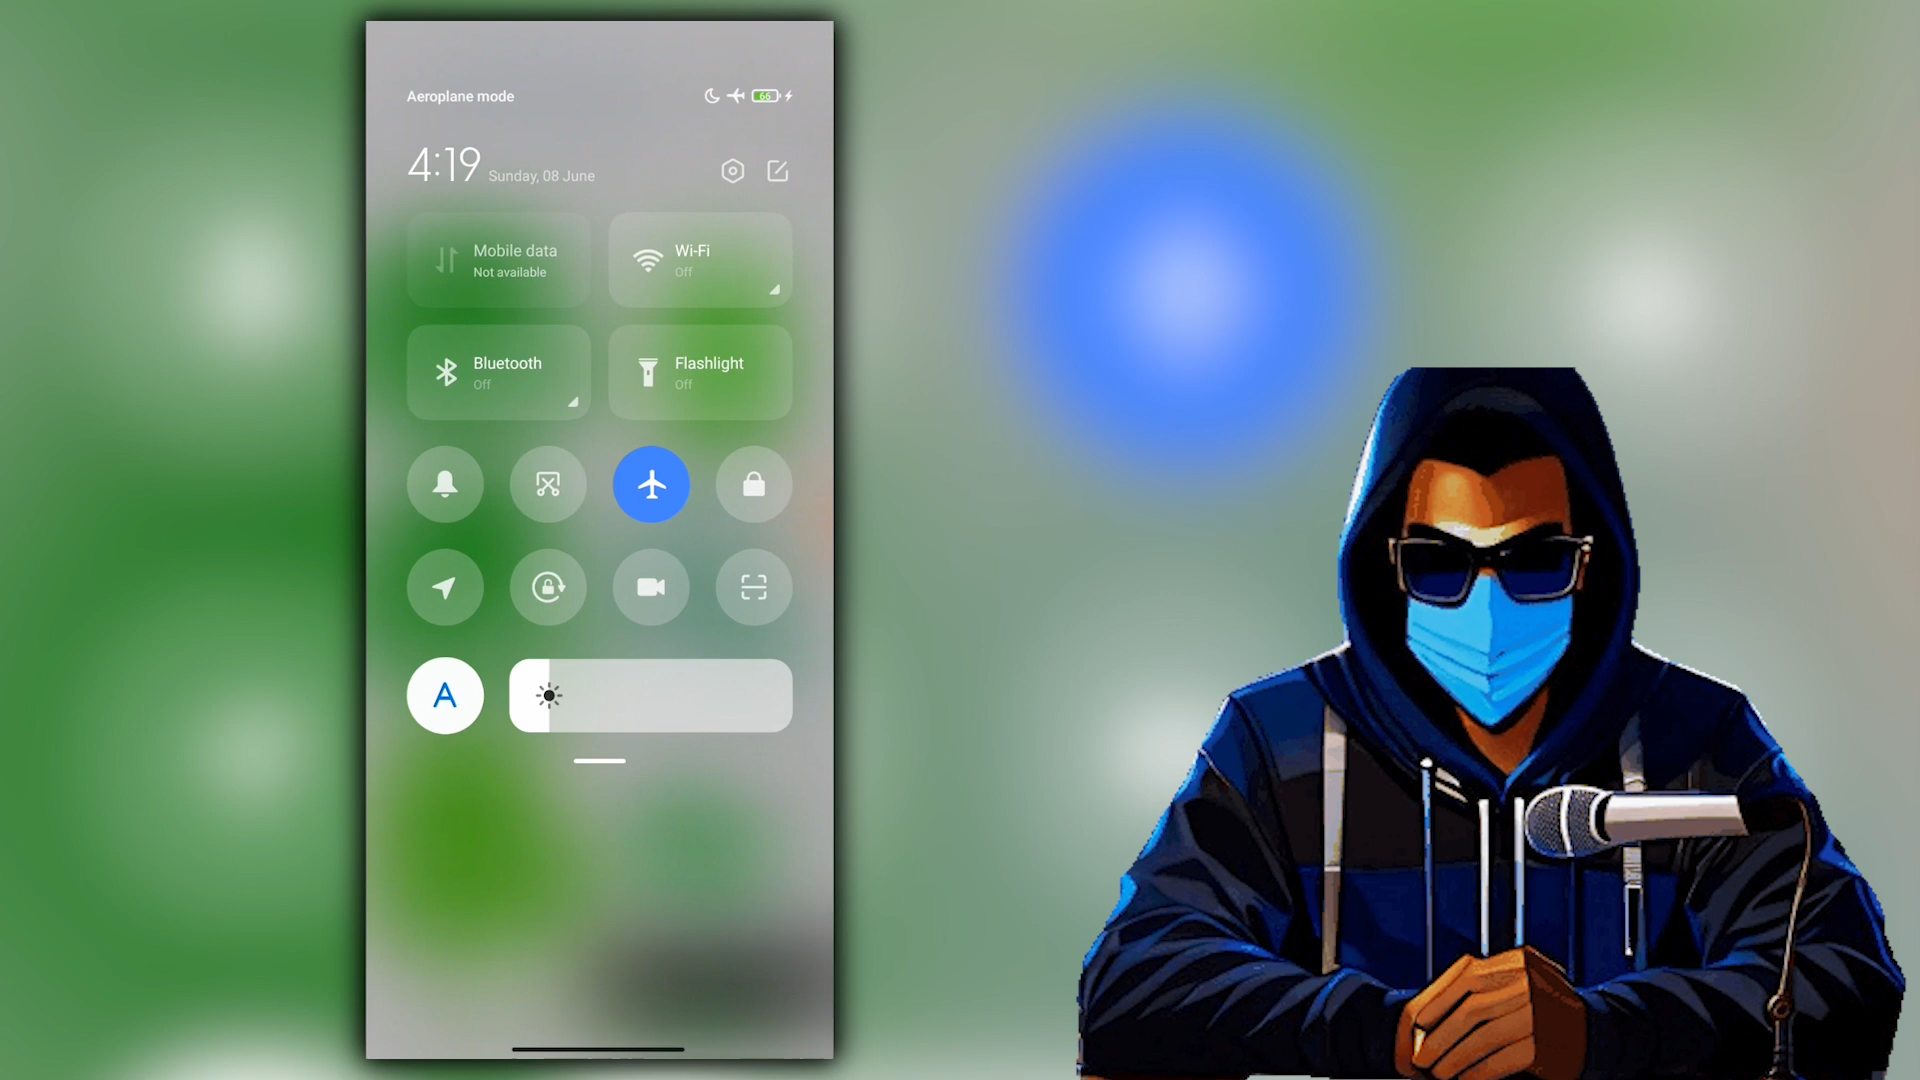 Aeroplane mode
66
4:19 Sunday, 08 June
Mobile data
Not available
Wi-Fi
Off
Bluetooth
Off
Flashlight
Off
A